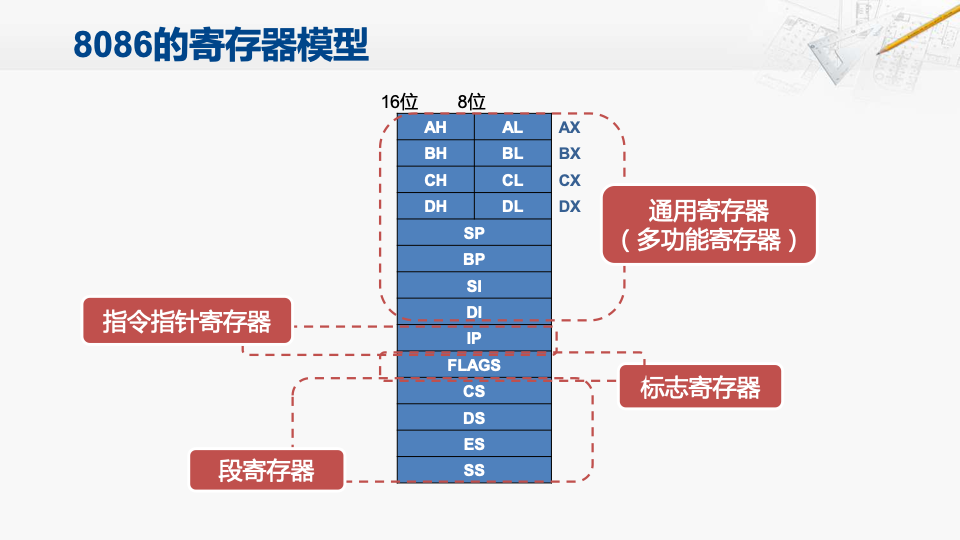 8086的寄存器模型
16位 8位
AH AL AX
BH BL BX
CH CL CX
DH DL DX
通用寄存器
（多功能寄存器）
SP
BP
SI
DI
指令指针寄存器
IP
FLAGS
标志寄存器
CS
DS
ES
段寄存器
SS